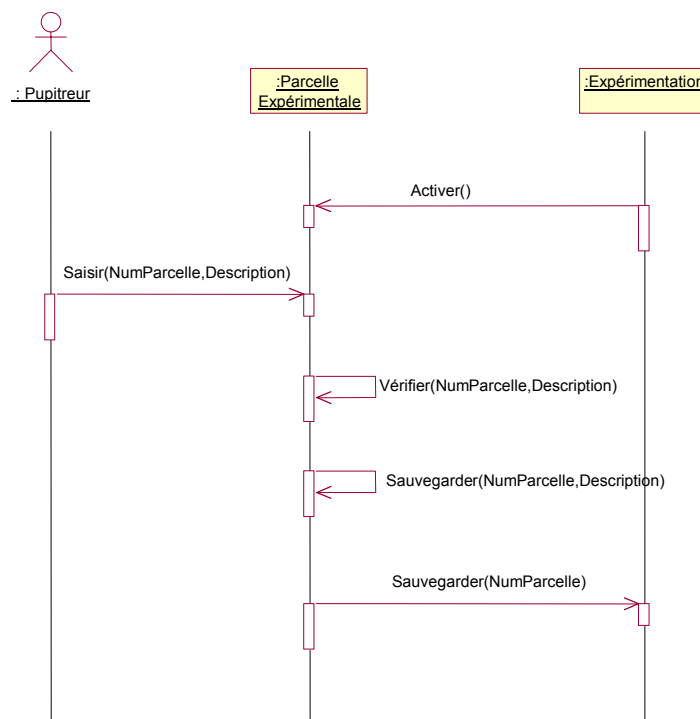 : Pupitreur
:Parcelle
Expérimentale
:Expérimentation
Activer()
Saisir(NumParcelle,Description)
Vérifier(NumParcelle,Description)
Sauvegarder(NumParcelle,Description)
Sauvegarder(NumParcelle)